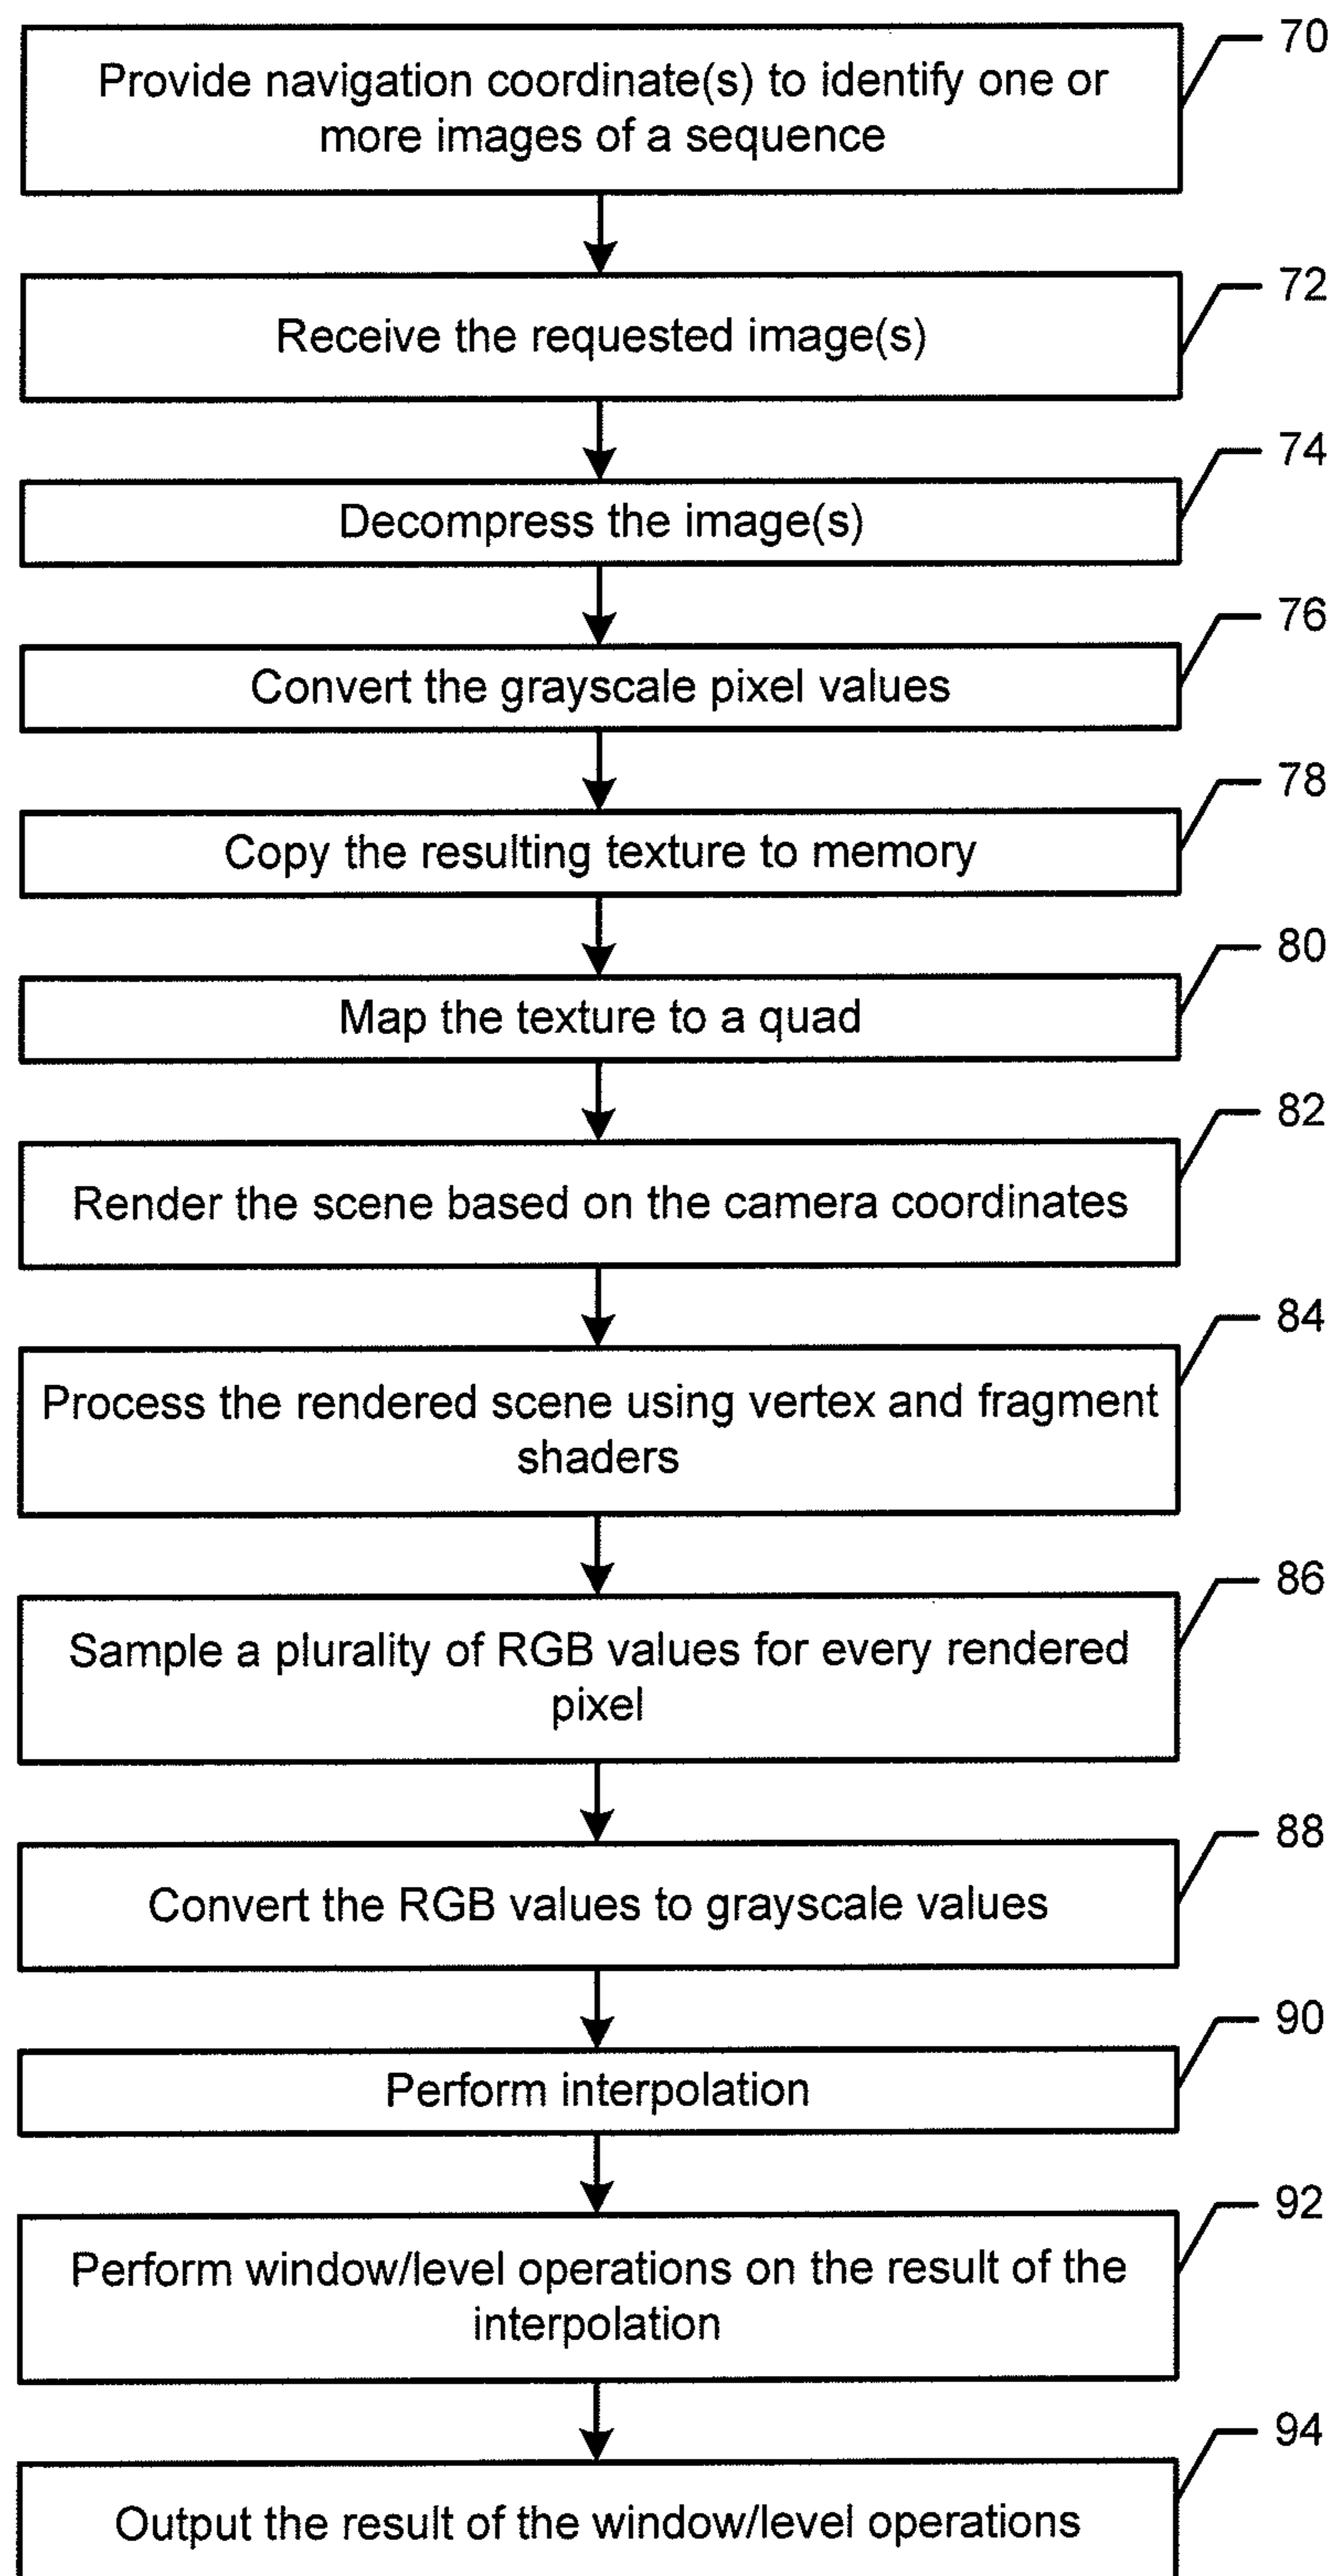 70
Provide navigation coordinate(s) to identify one or
more images of a sequence
72
Receive the requested image(s)
74
Decompress the image(s)
76
Convert the grayscale pixel values
78
Copy the resulting texture to memory
80
Map the texture to a quad
82
Render the scene based on the camera coordinates
84
Process the rendered scene using vertex and fragment
shaders
86
Sample a plurality of RGB values for every rendered
pixel
88
Convert the RGB values to grayscale values
90
Perform interpolation
92
Perform window/level operations on the result of the
interpolation
94
Output the result of the window/level operations